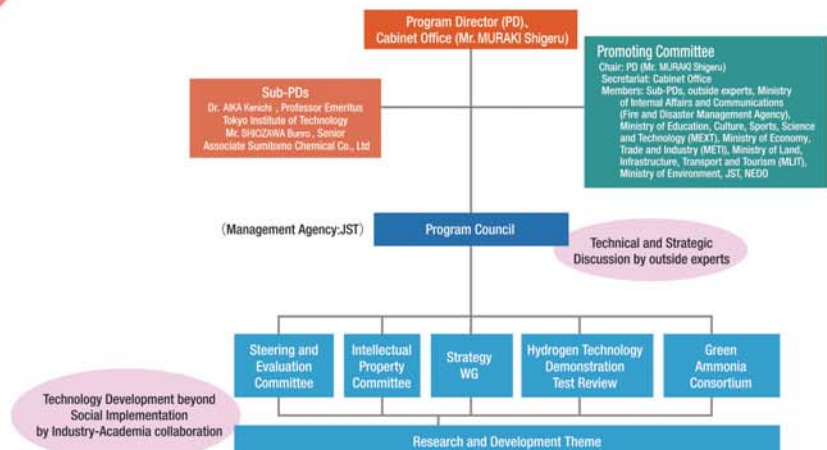 Program Director (PD)、
Cabinet Office (Mr. MURAKI Shigeru)
Promoting Committee
Chair: PD (Mr. MURAKI Shigeru)
Secretariat: Cabinet Office
Members: Sub-PDs, outside experts, Ministry
of Internal Affairs and Communications
(Fire and Disaster Management Agency),
Ministry of Education, Culture, Sports, Science
and Technology (MEXT), Ministry of Economy,
Trade and Industry (METI), Ministry of Land,
Infrastructure, Transport and Tourism (MLIT),
Ministry of Environment, JST, NEDO
Sub-PDs
Dr. AIKA Kenichi , Professor Emeritus
Tokyo Institute of Technology
Mr. SHIOZAWA Bunro , Senior
Associate Sumitomo Chemical Co., Ltd
(Management Agency:JST)
Program Council
Technical and Strategic
Discussion by outside experts
Steering and
Evaluation
Committee
Intellectual
Property
Committee
Strategy
WG
Hydrogen Technology
Demonstration
Test Review
Green
Ammonia
Consortium
Technology Development beyond
Social Implementation
by Industry-Academia collaboration
Research and Development Theme